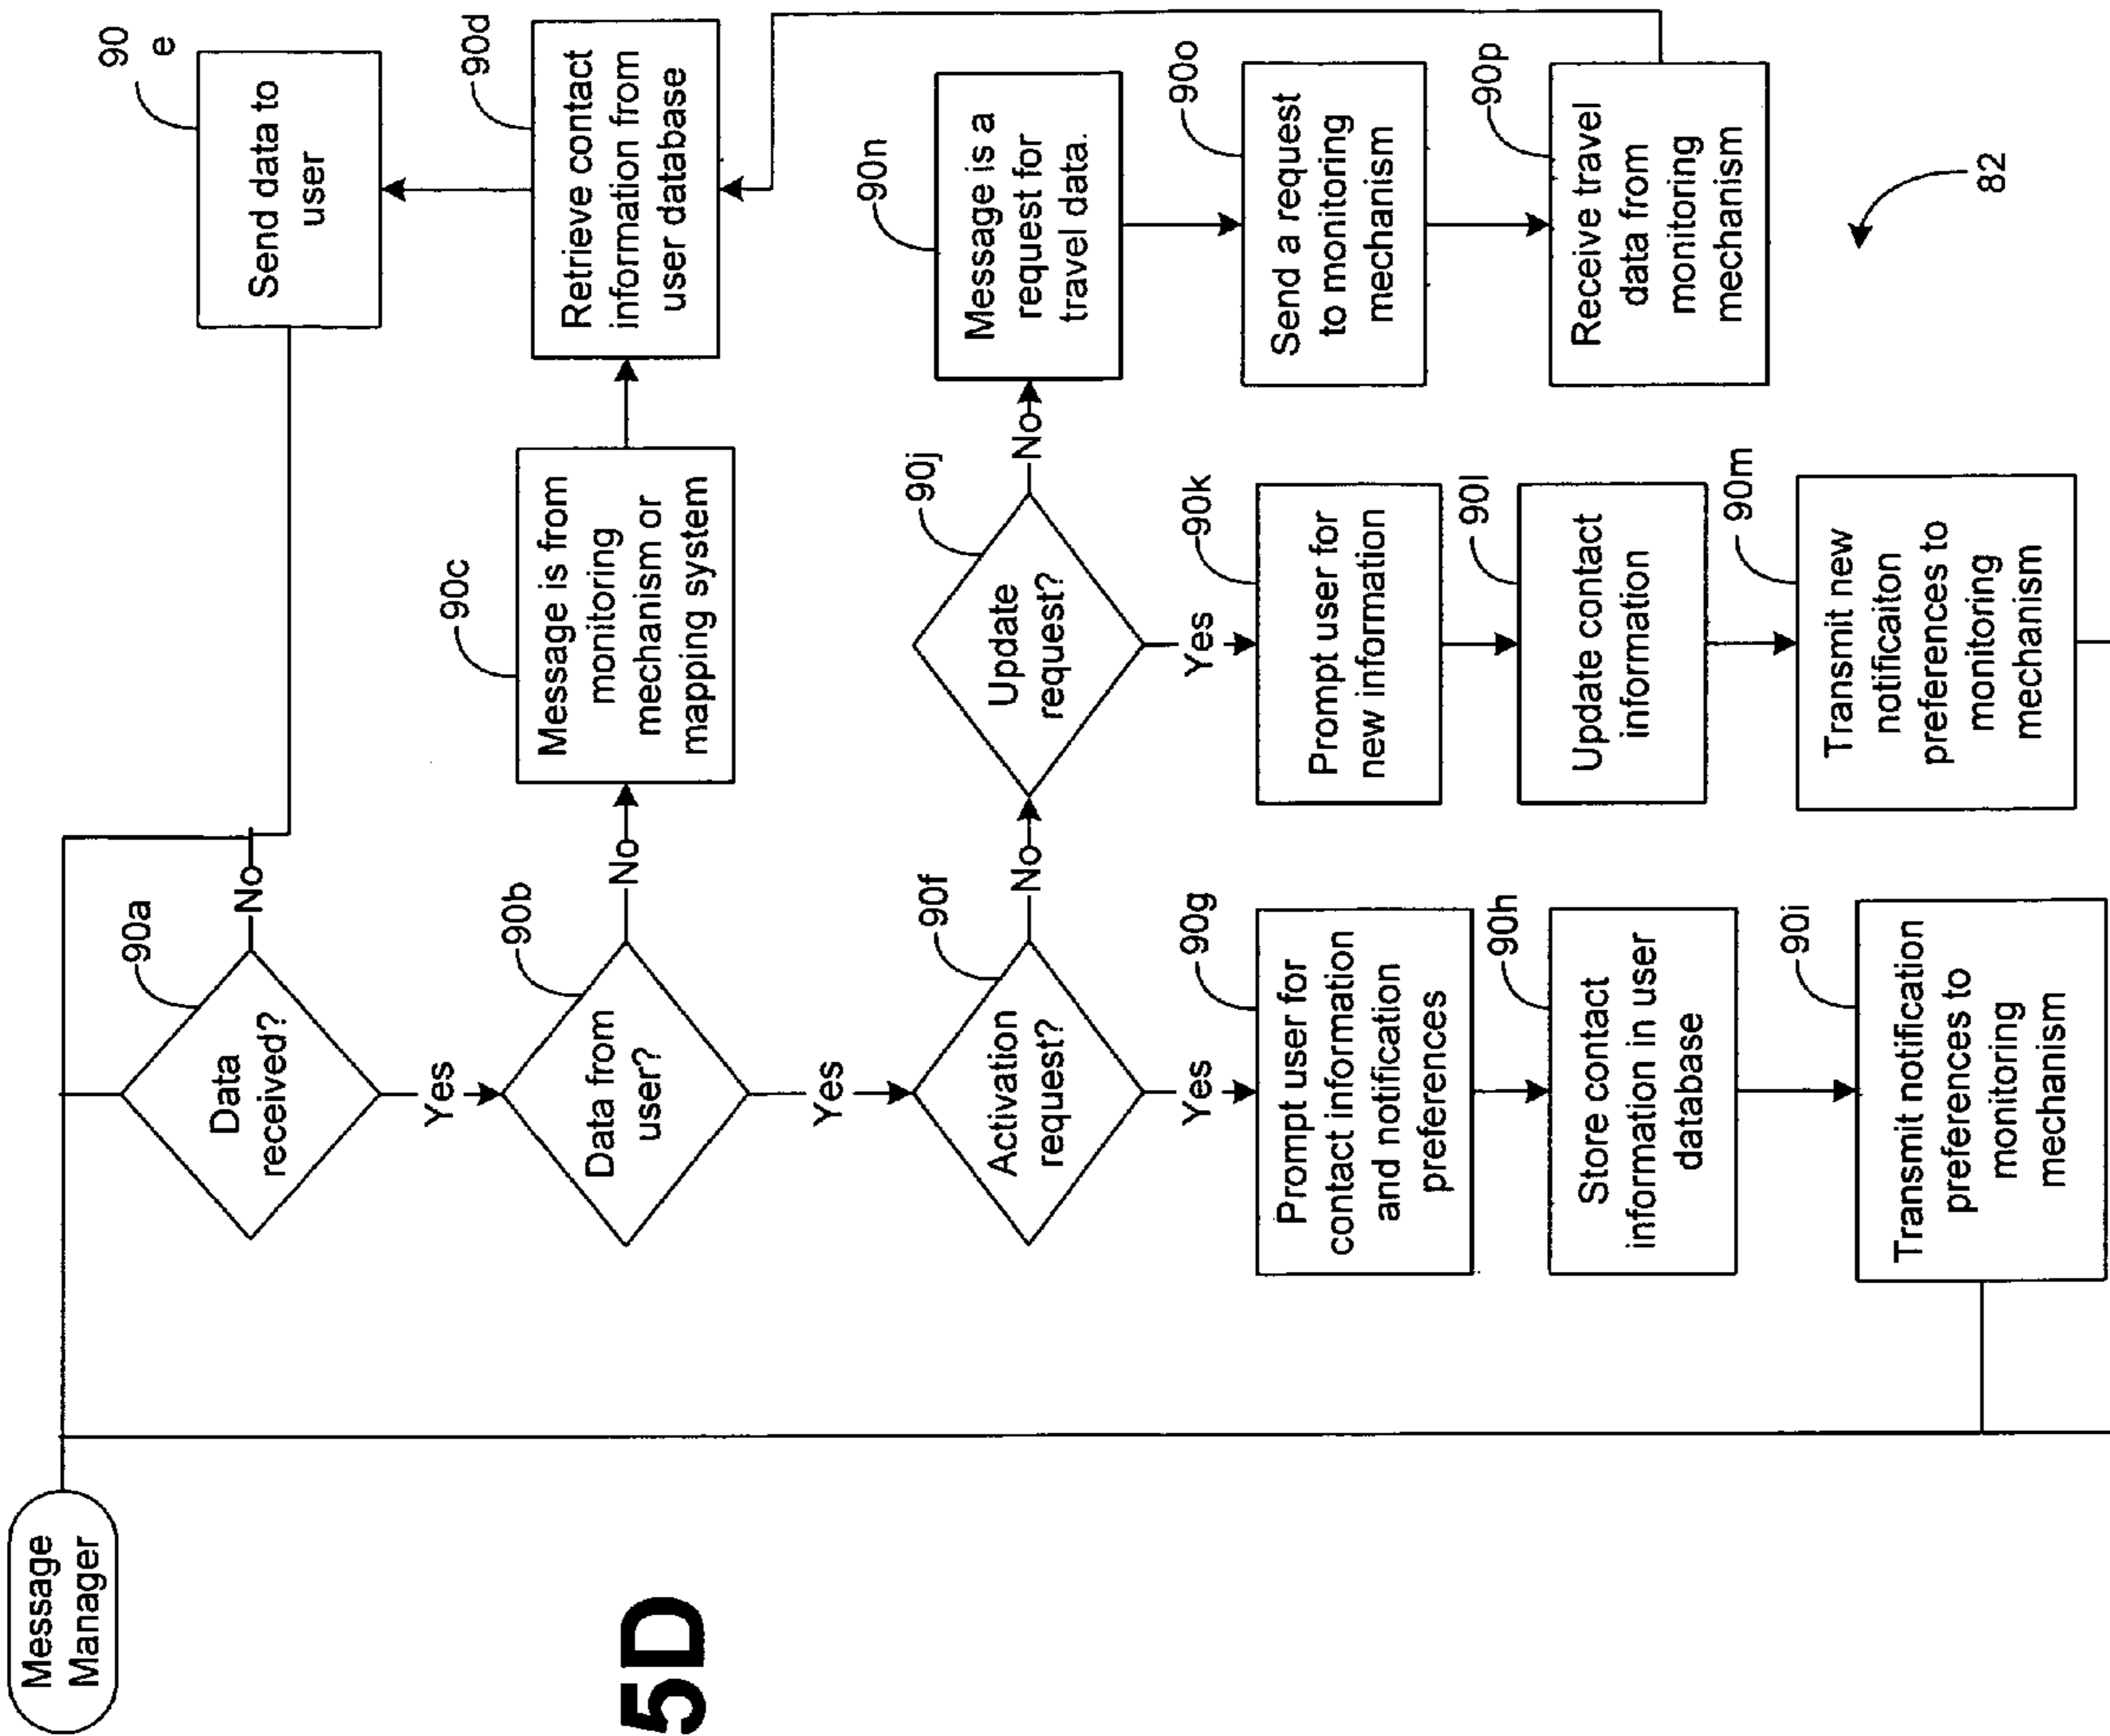 Message
Manager
5D
Data
received?
90a
No
Yes
Data from
user?
90b
No
Yes
Message is from
monitoring
mechanism or
mapping system
90c
Retrieve contact
information from
user database
90d
Send data to
user
90
e
Activation
request?
90f
No
Yes
Prompt user for
contact information
and notification
preferences
90g
Store contact
information in user
database
90h
Transmit notification
preferences to
monitoring
mechanism
90i
Update
request?
90j
No
Yes
Prompt user for
new information
90k
Update contact
information
90l
Transmit new
notificaiton
preferences to
monitoring
mechanism
90m
Message is a
request for
travel data.
90n
Send a request
to monitoring
mechanism
90o
Receive travel
data from
monitoring
mechanism
90p
82